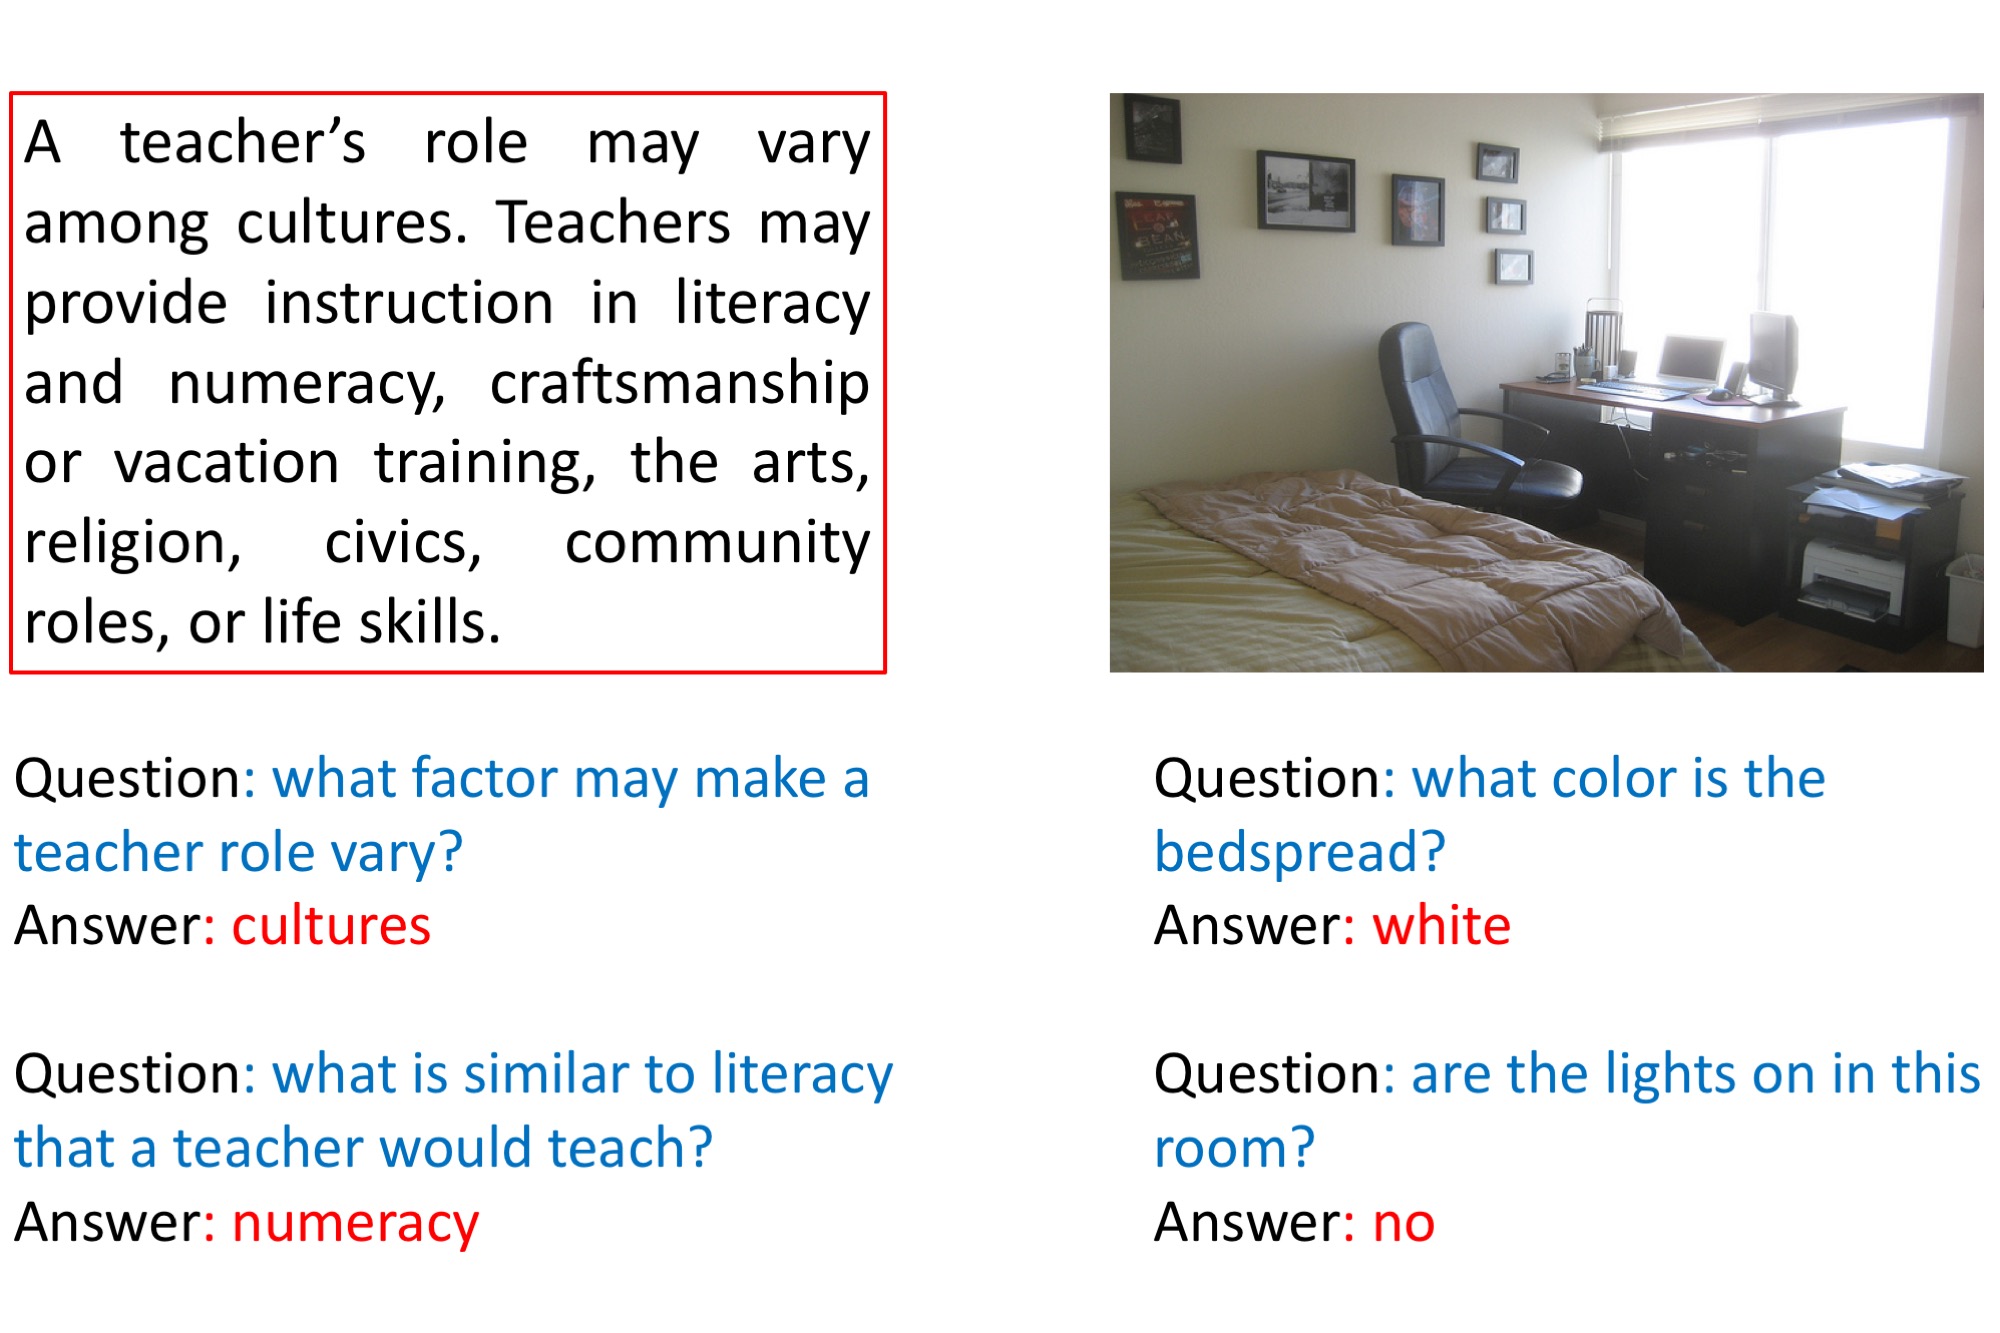 A teacher’s role may vary
among cultures. Teachers may
provide instruction in literacy
and numeracy, craftsmanship
or vacation training, the arts,
religion, civics, community
roles, or life skills.
LEAF
BEAN
Question: what factor may make a
teacher role vary?
Answer: cultures
Question: what is similar to literacy
that a teacher would teach?
Answer: numeracy
Question: what color is the
bedspread?
Answer: white
Question: are the lights on in this
room?
Answer: no